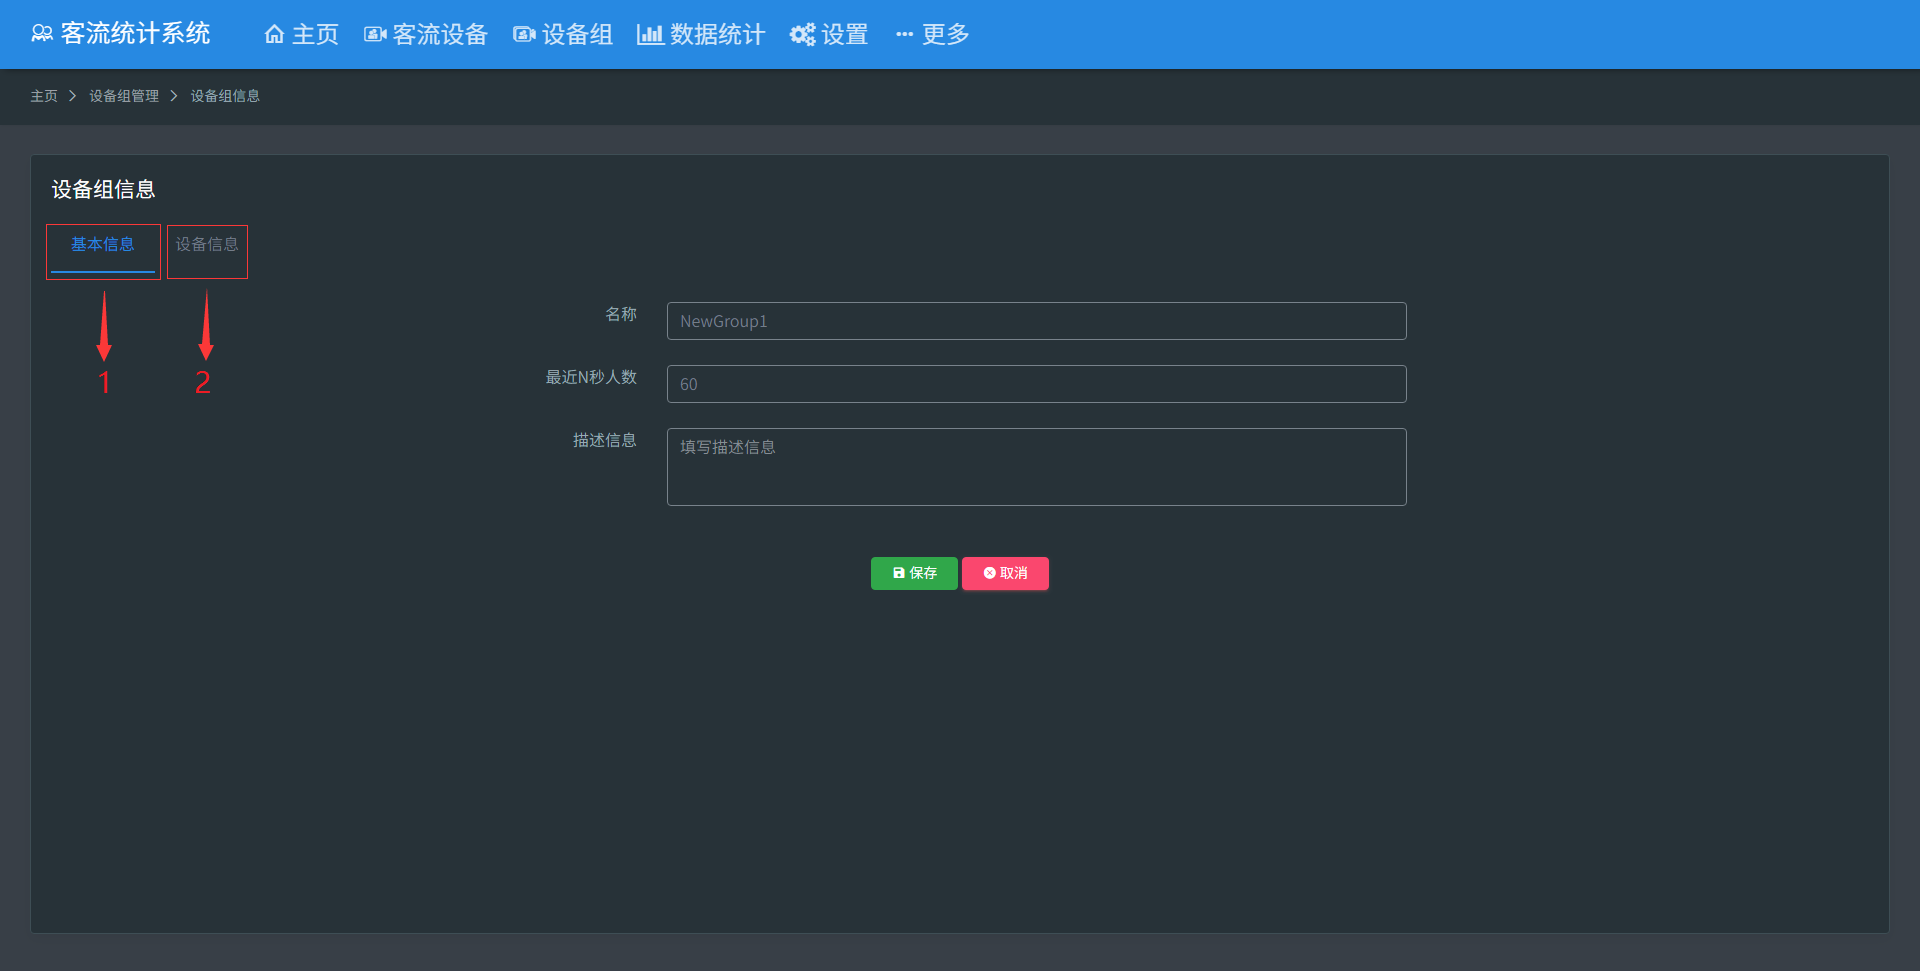 客流统计系统 主页 客流设备 设备组 数据统计 设置 更多
主页 设备组管理 设备组信息
设备组信息
基本信息 设备信息
1 2
名称 NewGroup1
最近N秒人数 60
描述信息 填写描述信息
保存 取消